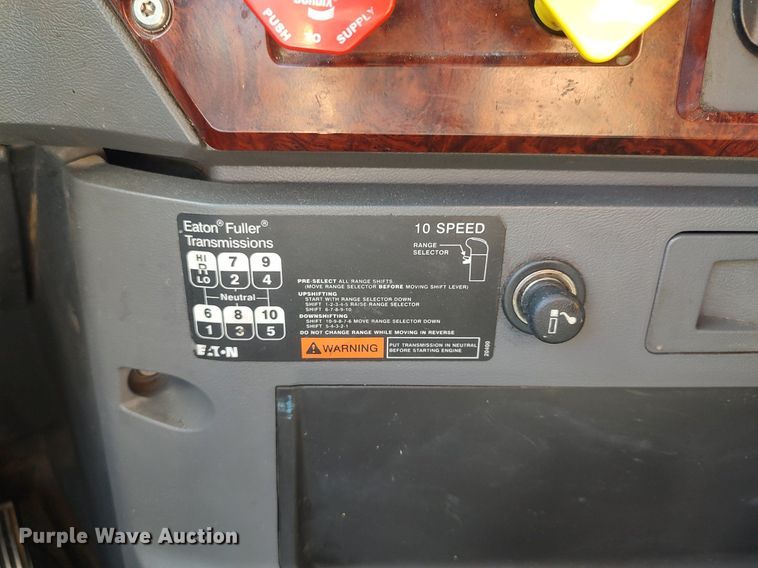 PUSH TO SUPPLY
Eaton® Fuller®
Transmissions
10 SPEED
RANGE
SELECTOR
HI 7 9
R
LO 2 4
Neutral
6 8 10
1 3 5
EATON
PRE-SELECT ALL RANGE SHIFTS
(MOVE RANGE SELECTOR BEFORE MOVING SHIFT LEVER)
UPSHIFTING
START WITH RANGE SELECTOR DOWN
SHIFT 1-2-3-4-5 RAISE RANGE SELECTOR
SHIFT 6-7-8-9-10
DOWNSHIFTING
SHIFT 10-9-8-7-6 MOVE RANGE SELECTOR DOWN
SHIFT 5-4-3-2-1
DO NOT CHANGE RANGE WHILE MOVING IN REVERSE
WARNING
PUT TRANSMISSION IN NEUTRAL
BEFORE STARTING ENGINE
Purple Wave Auction